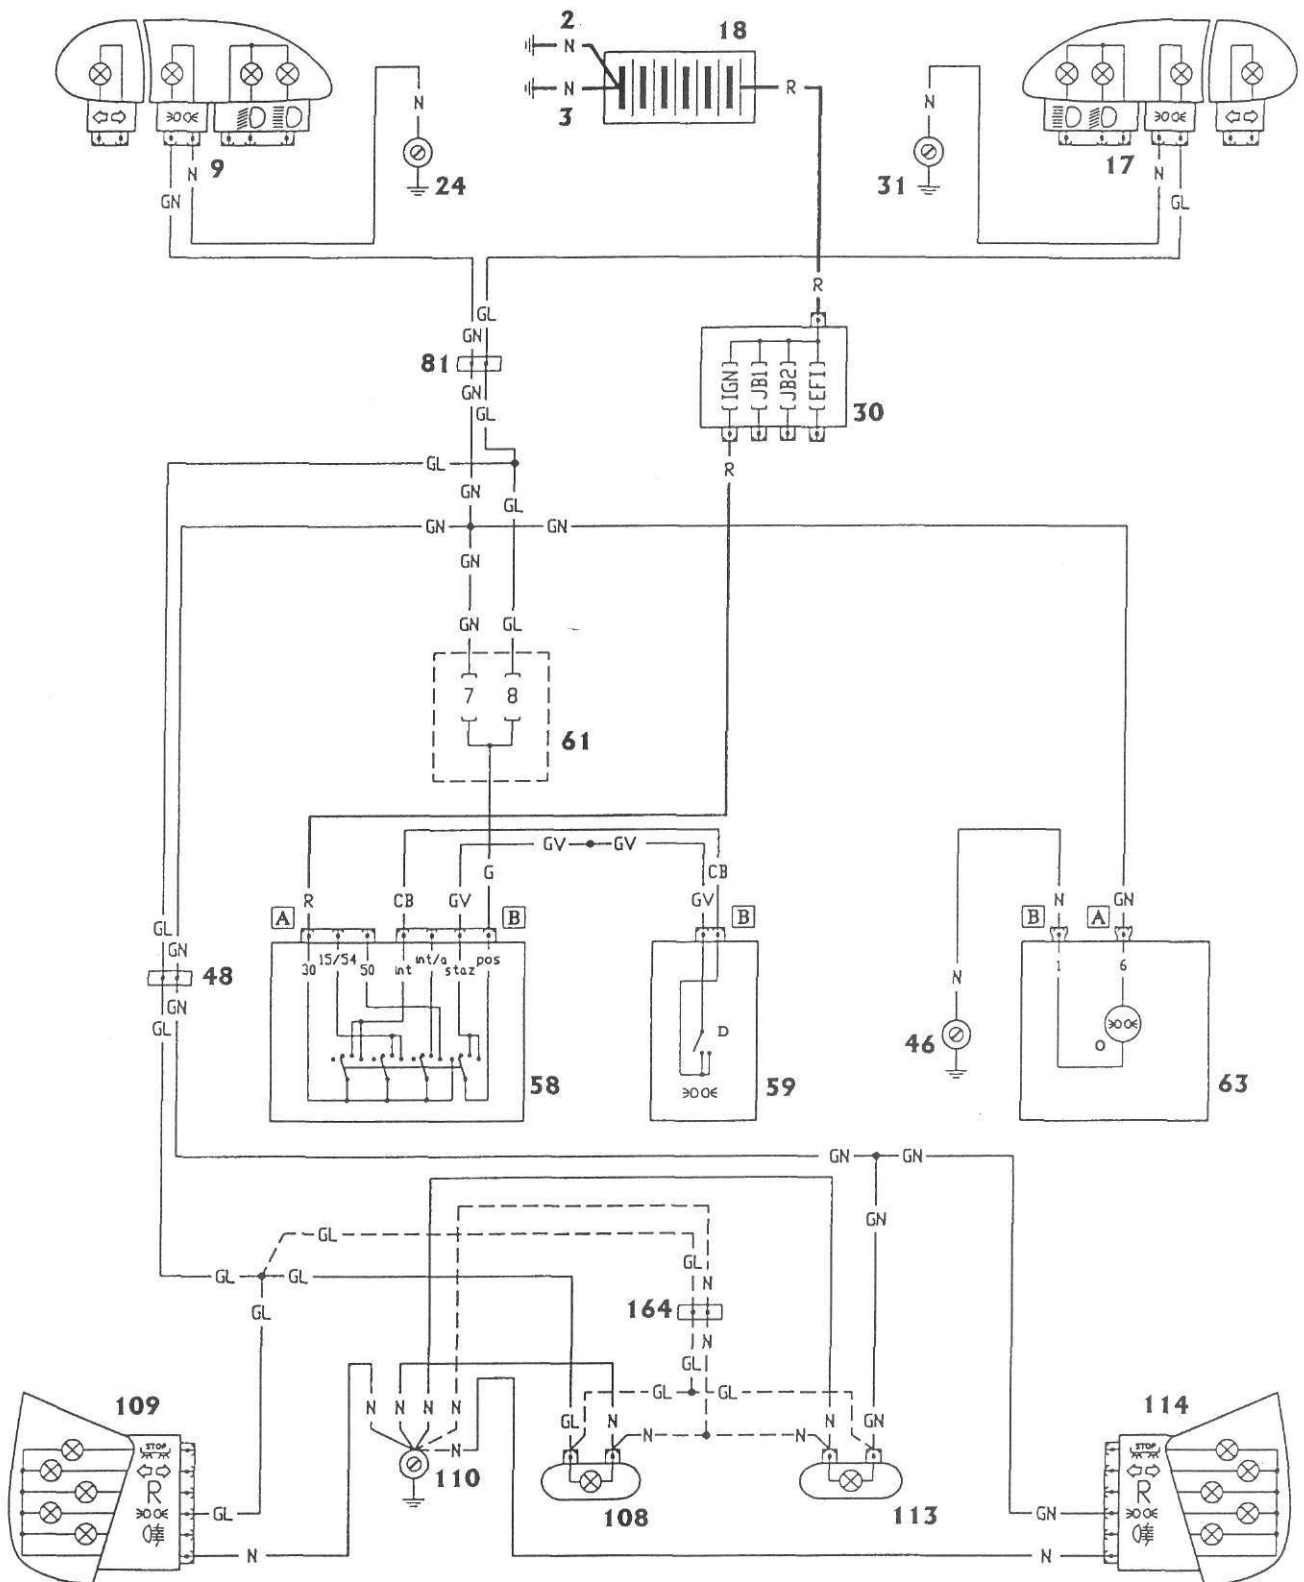 2
N
18
N
3
R
N
24
N
31
9
N
GN
17
N
GL
R
GL
GN
81
GN
GL
IGN
JB1
JB2
EFI
30
R
GL
GN
GL
GN
GN
GN
GN
GL
7
8
61
GV
GV
G
CB
R
CB
GV
GV
N
GN
A
B
B
B
A
GL
GN
30
15/54
50
int
int/a
staz
pos
1
6
48
GN
GL
N
D
O
46
58
59
63
GN
GN
GN
GL
GL
N
GL
GL
GL
164
N
GL
GL
GL
109
N
N
N
N
N
GL
N
N
GN
114
N
N
STOP
R
110
108
113
GL
GN
STOP
R
N
N